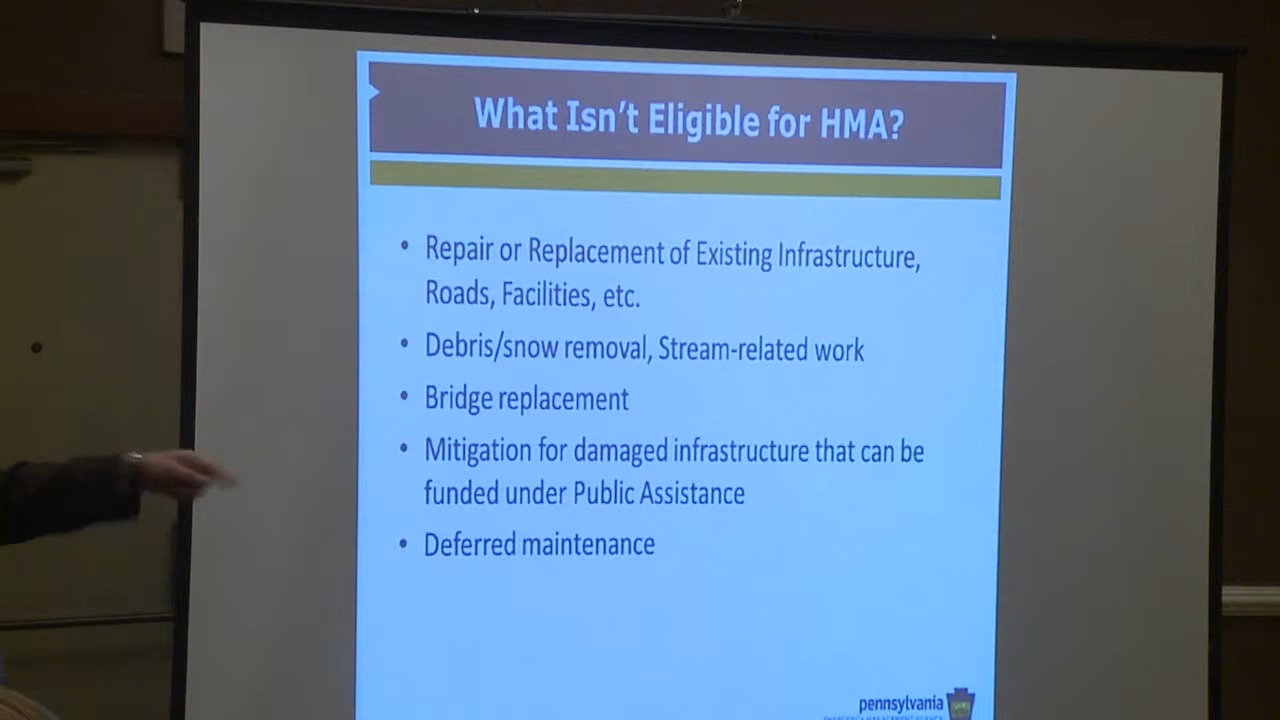 What Isn't Eligible for HMA?
• Repair or Replacement of Existing Infrastructure,
Roads, Facilities, etc.
• Debris/snow removal, Stream-related work
• Bridge replacement
• Mitigation for damaged infrastructure that can be
funded under Public Assistance
• Deferred maintenance
pennsylvania